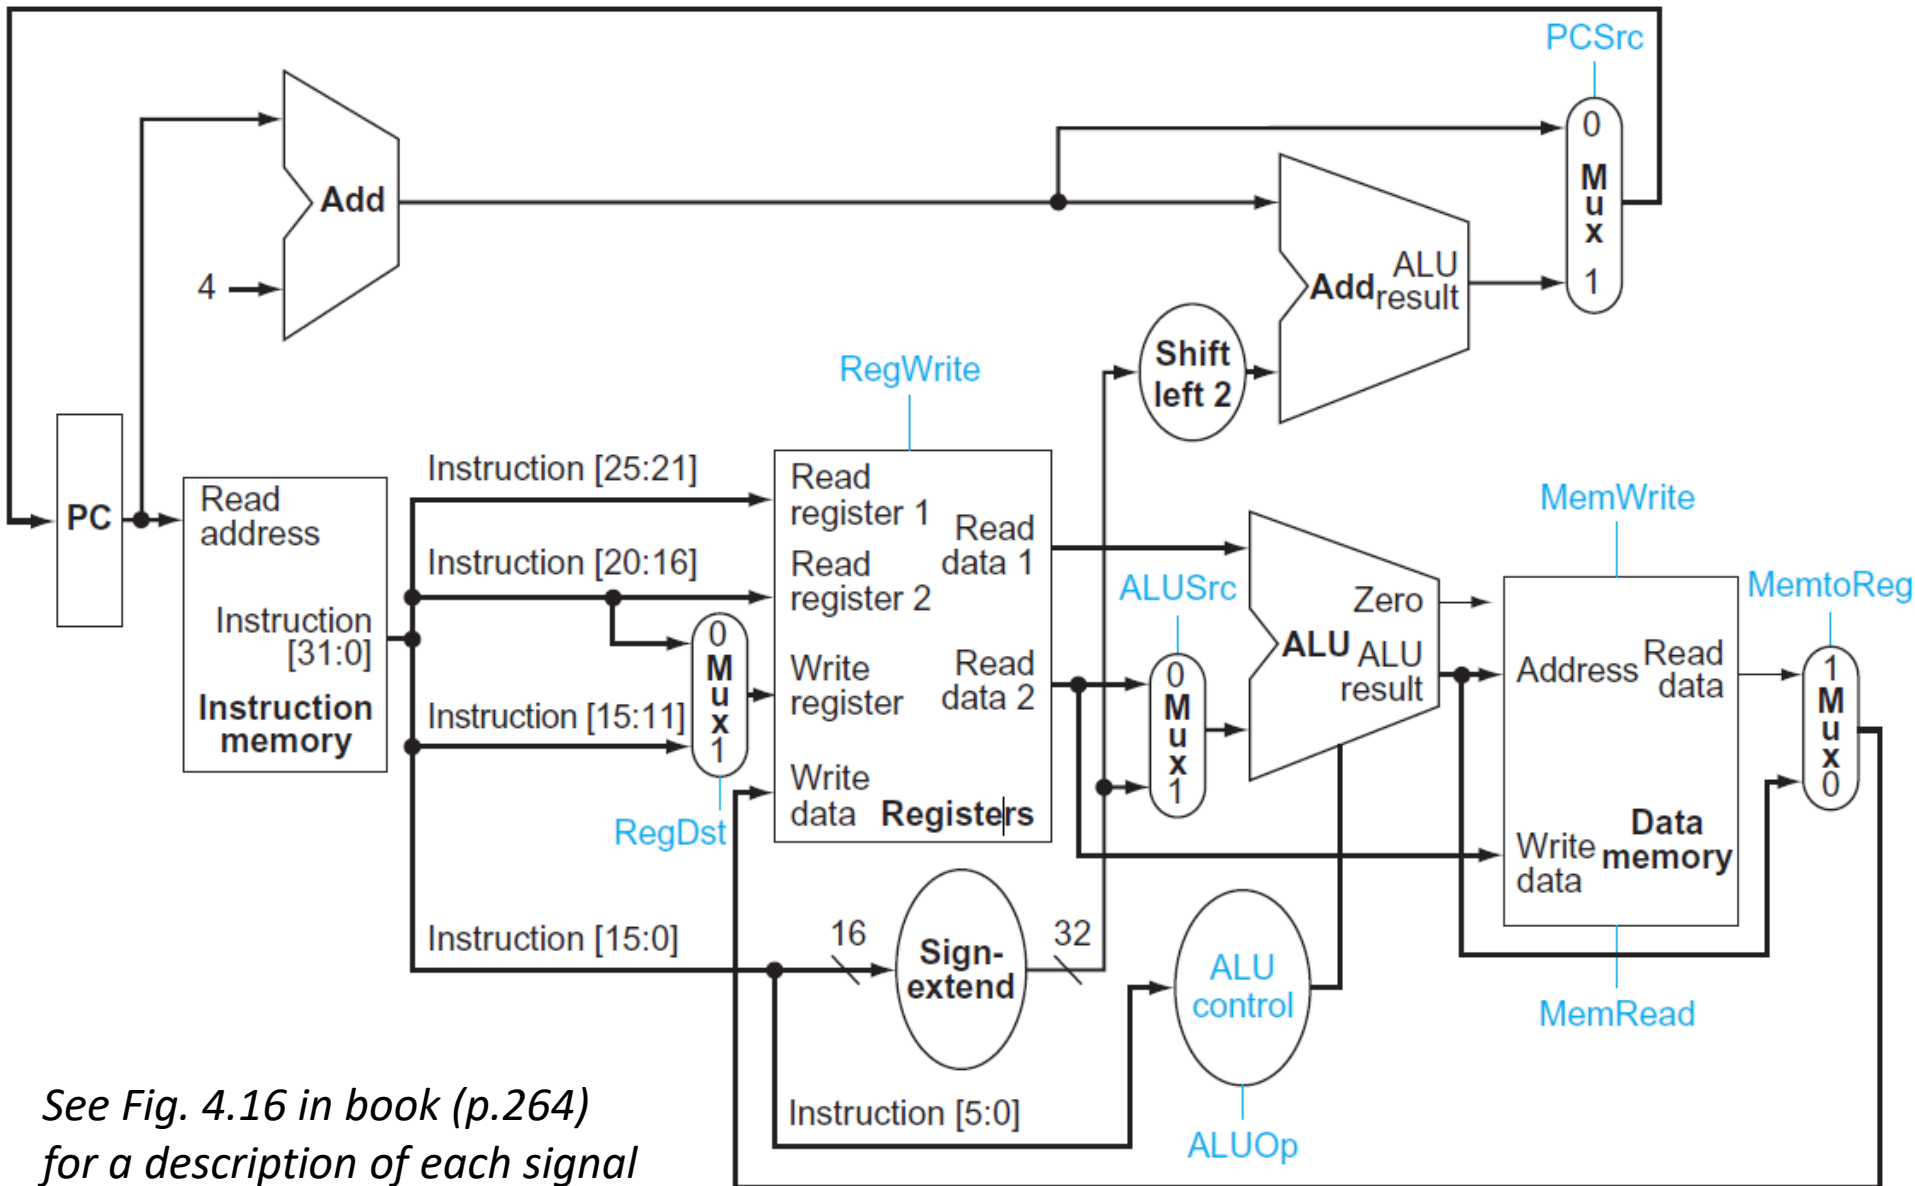 PCSrc
0
M
u
x
1
Add
4
Add
ALU
result
Shift
left 2
RegWrite
PC
Read
address
Instruction
[31:0]
Instruction
memory
Instruction [25:21]
Instruction [20:16]
Instruction [15:11]
Instruction [15:0]
0
M
u
x
1
RegDst
Read
register 1
Read
register 2
Write
register
Write
data
Read
data 1
Read
data 2
Registers
ALUSrc
0
M
u
x
1
Zero
ALU
ALU
result
MemWrite
Address
Read
data
Write
data
Data
memory
MemRead
MemtoReg
1
M
u
x
0
16
Sign-
extend
32
ALU
control
Instruction [5:0]
ALUOp
See Fig. 4.16 in book (p.264)
for a description of each signal